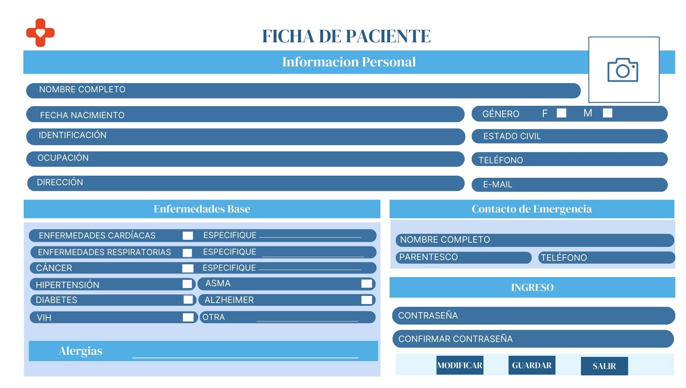 FICHA DE PACIENTE
Informacion Personal
NOMBRE COMPLETO
FECHA NACIMIENTO
GÉNERO F M
IDENTIFICACIÓN
ESTADO CIVIL
OCUPACIÓN
TELÉFONO
DIRECCIÓN
E-MAIL
Enfermedades Base
ENFERMEDADES CARDÍACAS ESPECIFIQUE
ENFERMEDADES RESPIRATORIAS ESPECIFIQUE
CÁNCER ESPECIFIQUE
HIPERTENSIÓN ASMA
DIABETES ALZHEIMER
VIH OTRA
Alergias
Contacto de Emergencia
NOMBRE COMPLETO
PARENTESCO TELÉFONO
INGRESO
CONTRASEÑA
CONFIRMAR CONTRASEÑA
MODIFICAR GUARDAR SALIR